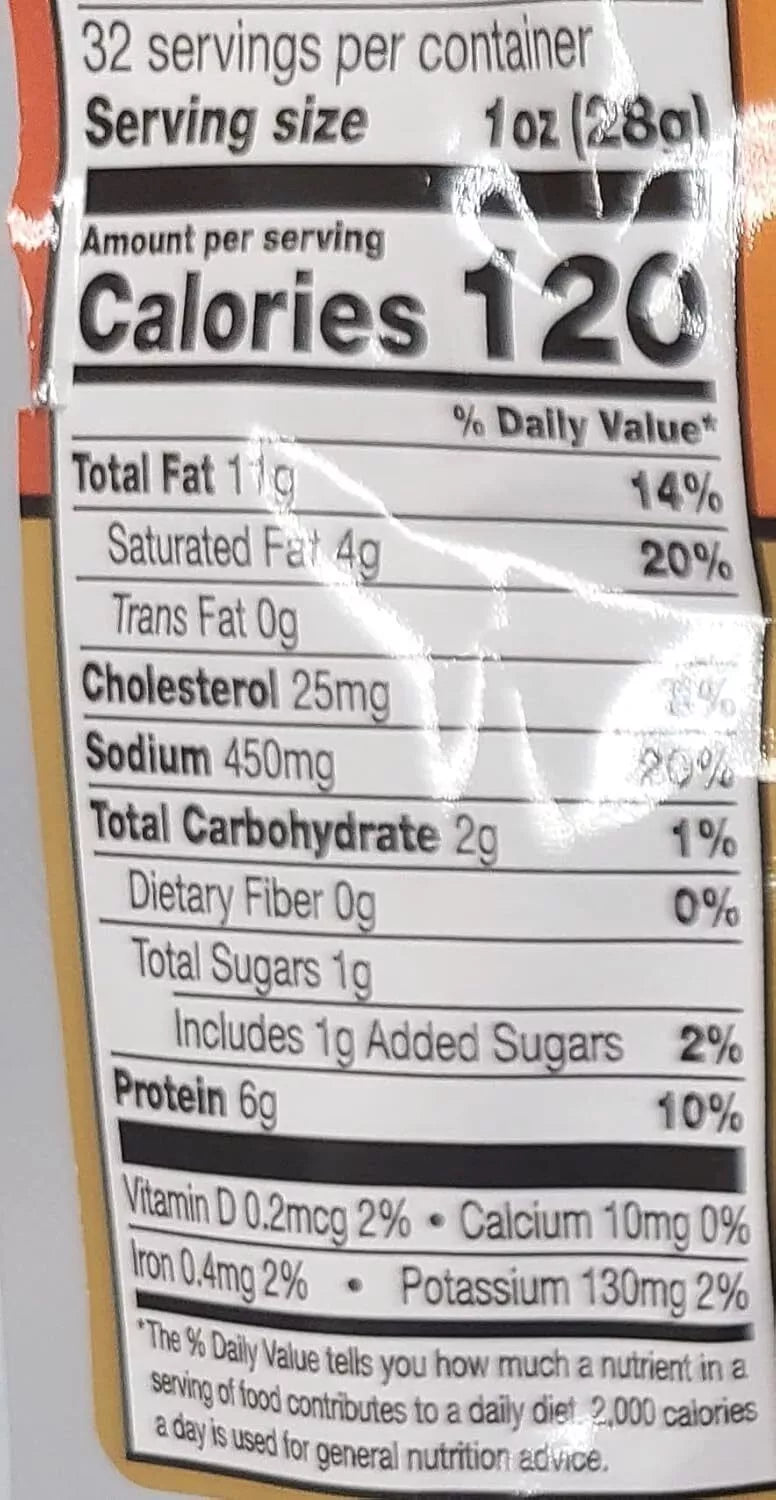 32 servings per container
Serving size 1 oz (28g)
Amount per serving
Calories 120
% Daily Value*
Total Fat 11g 14%
Saturated Fat 4g 20%
Trans Fat 0g
Cholesterol 25mg 8%
Sodium 450mg 20%
Total Carbohydrate 2g 1%
Dietary Fiber 0g 0%
Total Sugars 1g
Includes 1g Added Sugars 2%
Protein 6g 10%
Vitamin D 0.2mcg 2% • Calcium 10mg 0%
Iron 0.4mg 2% • Potassium 130mg 2%
*The % Daily Value tells you how much a nutrient in a
serving of food contributes to a daily diet. 2,000 calories
a day is used for general nutrition advice.